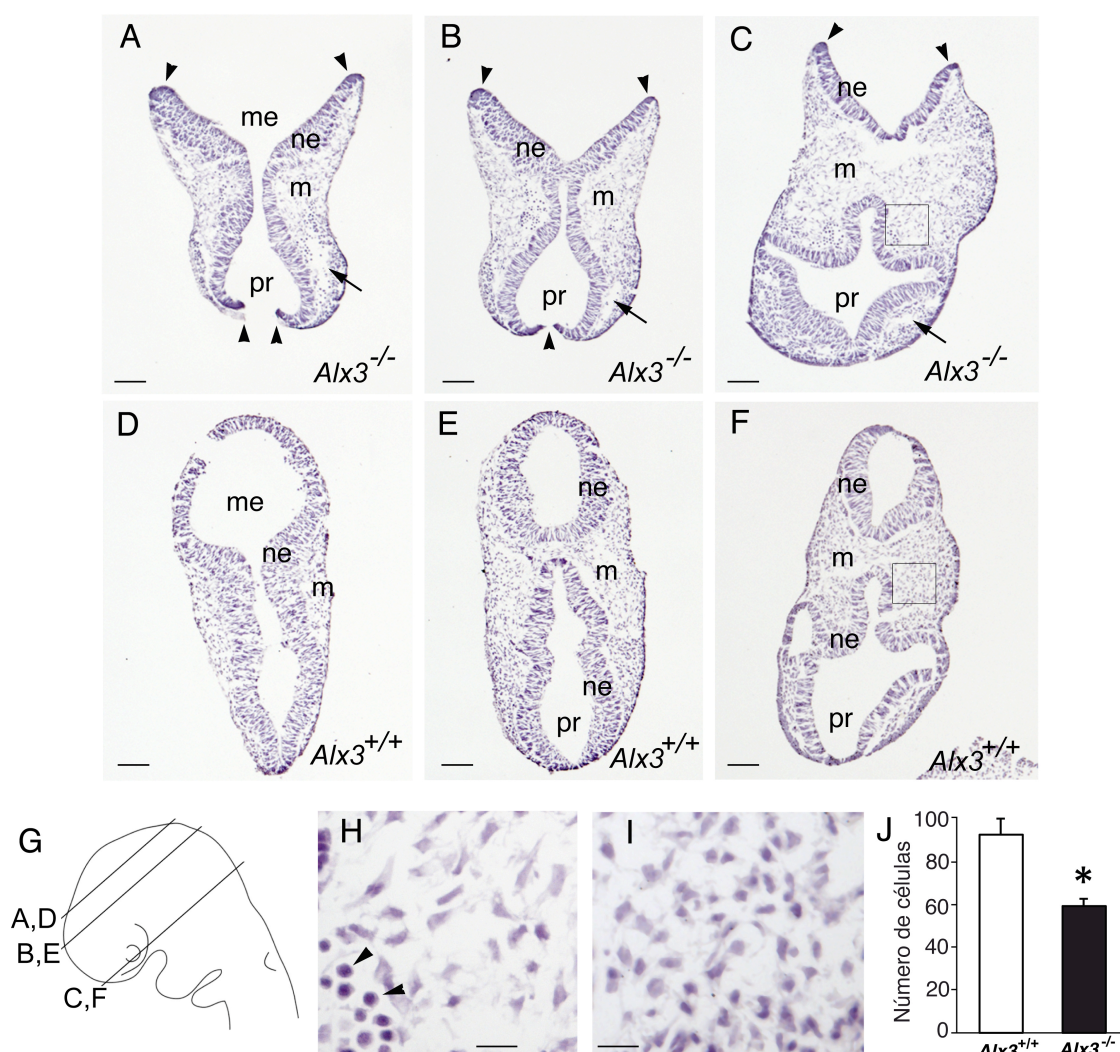 A
me
ne
m
pr
Alx3-/-
B
ne
m
pr
Alx3-/-
C
ne
m
pr
Alx3-/-
D
me
ne
m
Alx3+/+
E
ne
m
ne
pr
Alx3+/+
F
ne
m
ne
pr
Alx3+/+
G
A,D
B,E
C,F
H
I
J
Número de células
100
80
60
40
20
0
*
Alx3+/+ Alx3-/-